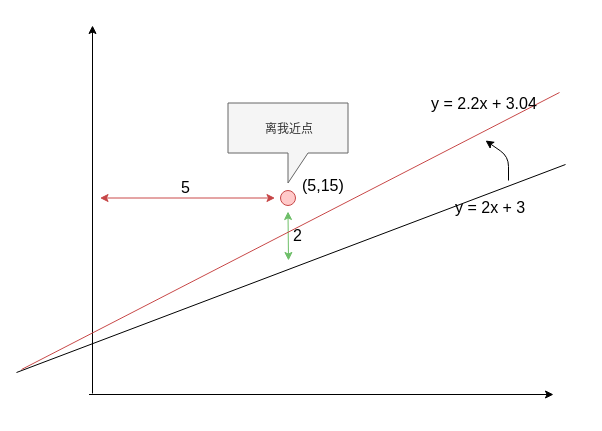 y = 2.2x + 3.04
离我近点
5
(5,15)
y = 2x + 3
2